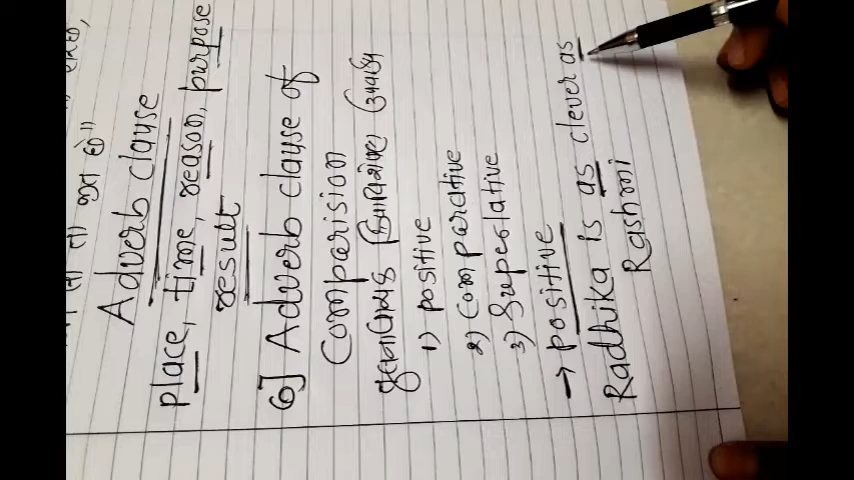 Adverb clause
place, time, reason, purpose
result
6] Adverb clause of
Comparision
1) positive
2) Comparative
3) Superlative
→ positive
Radhika is as clever as
Rashmi